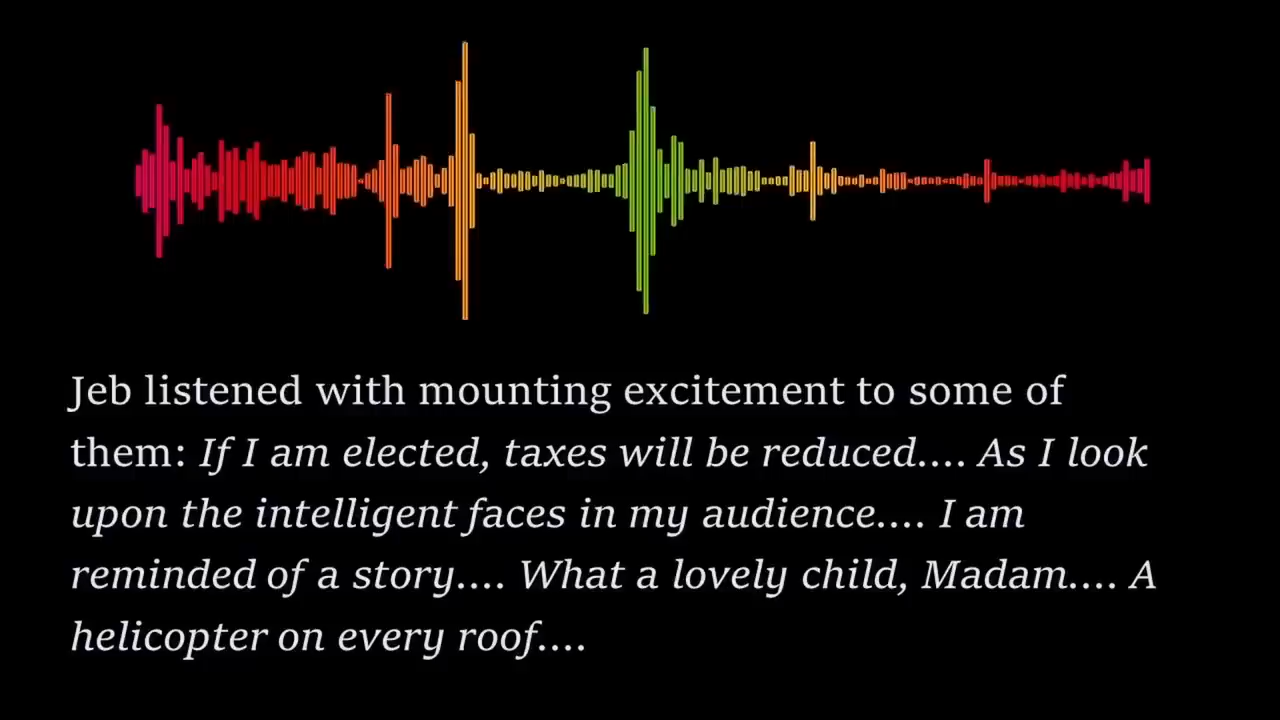 Jeb listened with mounting excitement to some of
them: If I am elected, taxes will be reduced.... As I look
upon the intelligent faces in my audience.... I am
reminded of a story.... What a lovely child, Madam.... A
helicopter on every roof....